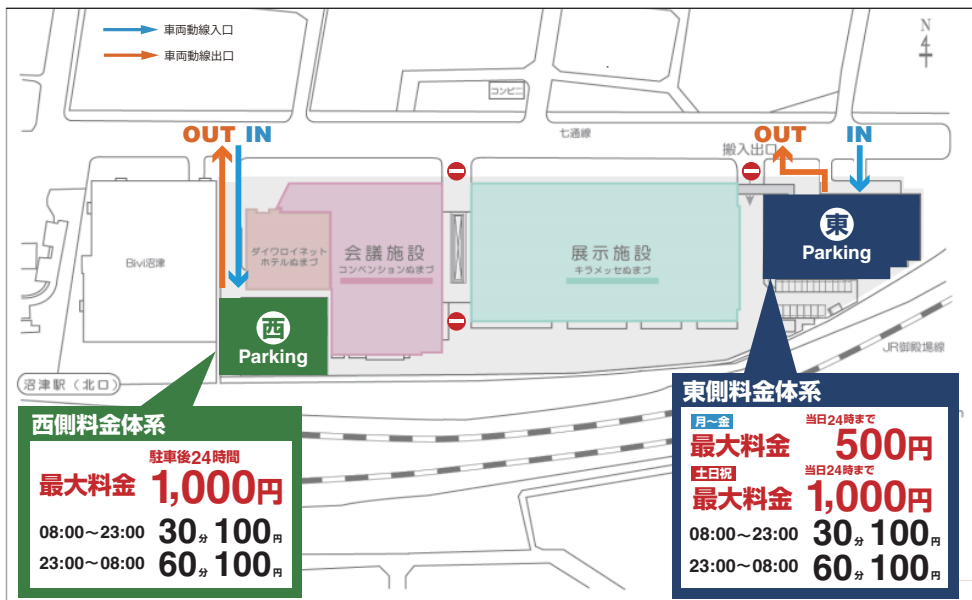 車両動線入口
車両動線出口
N
4
コンビニ
七通線
OUT IN
搬入出口
OUT IN
Bivi沼津
ダイワロイネット
ホテルぬまづ
会議施設
コンベンションぬまづ
展示施設
キラメッセぬまづ
東
Parking
西
Parking
JR御殿場線
沼津駅(北口)
西側料金体系
駐車後24時間
最大料金 1,000円
08:00〜23:00 30分 100円
23:00〜08:00 60分 100円
東側料金体系
月〜金 当日24時まで
最大料金 500円
土日祝 当日24時まで
最大料金 1,000円
08:00〜23:00 30分 100円
23:00〜08:00 60分 100円